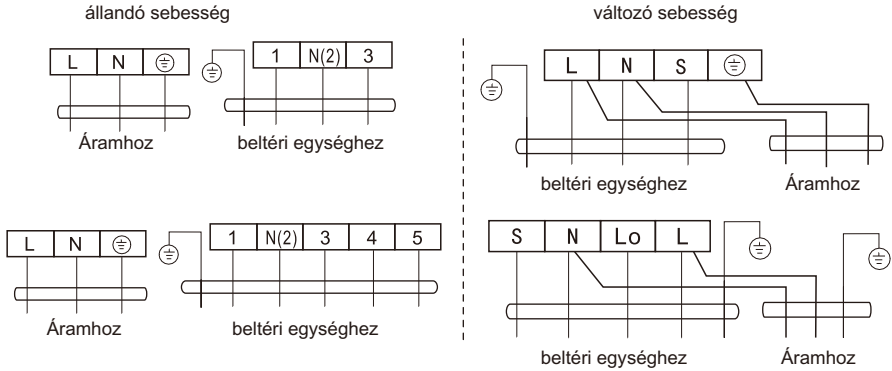 állandó sebesség
L N
1 N(2) 3
Áramhoz
beltéri egységhez
L N
1 N(2) 3 4 5
Áramhoz
beltéri egységhez
változó sebesség
L N S
beltéri egységhez
Áramhoz
S N Lo L
beltéri egységhez
Áramhoz